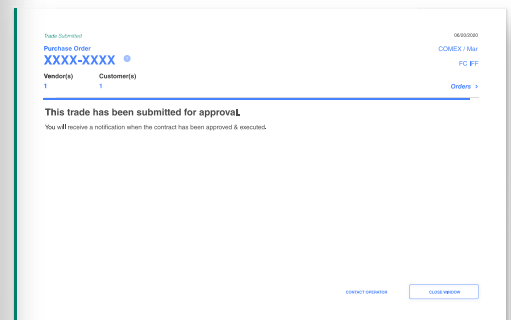 Trade Submitted
06/20/2020
Purchase Order
COMEX / Mar
XXXX-XXXX
FC IFF
Vendor(s) Customer(s)
1 1
Orders >
This trade has been submitted for approval.
You will receive a notification when the contract has been approved & executed.
CONTACT OPERATOR
CLOSE WINDOW